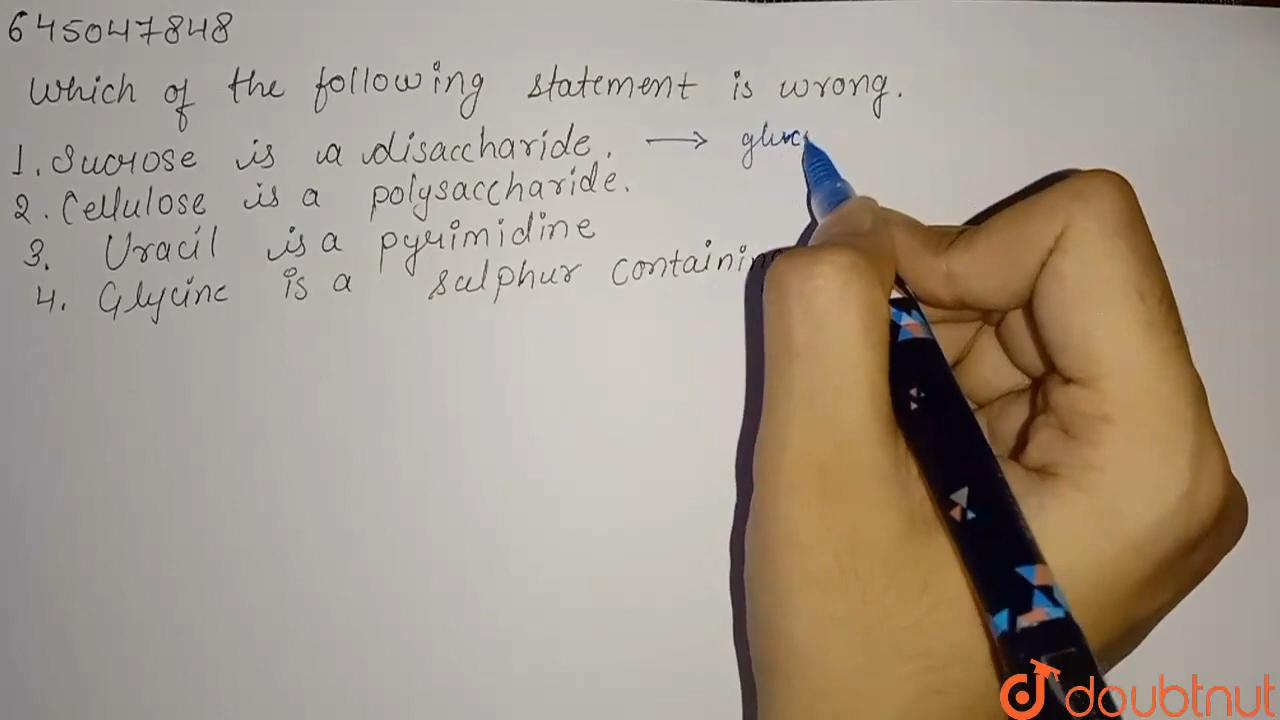 645047848
Which of the following statement is wrong.
1. Sucrose is a disaccharide. → gluc
2. Cellulose is a polysaccharide.
3. Uracil is a pyrimidine
4. Glycine is a sulphur containing
doubtnut